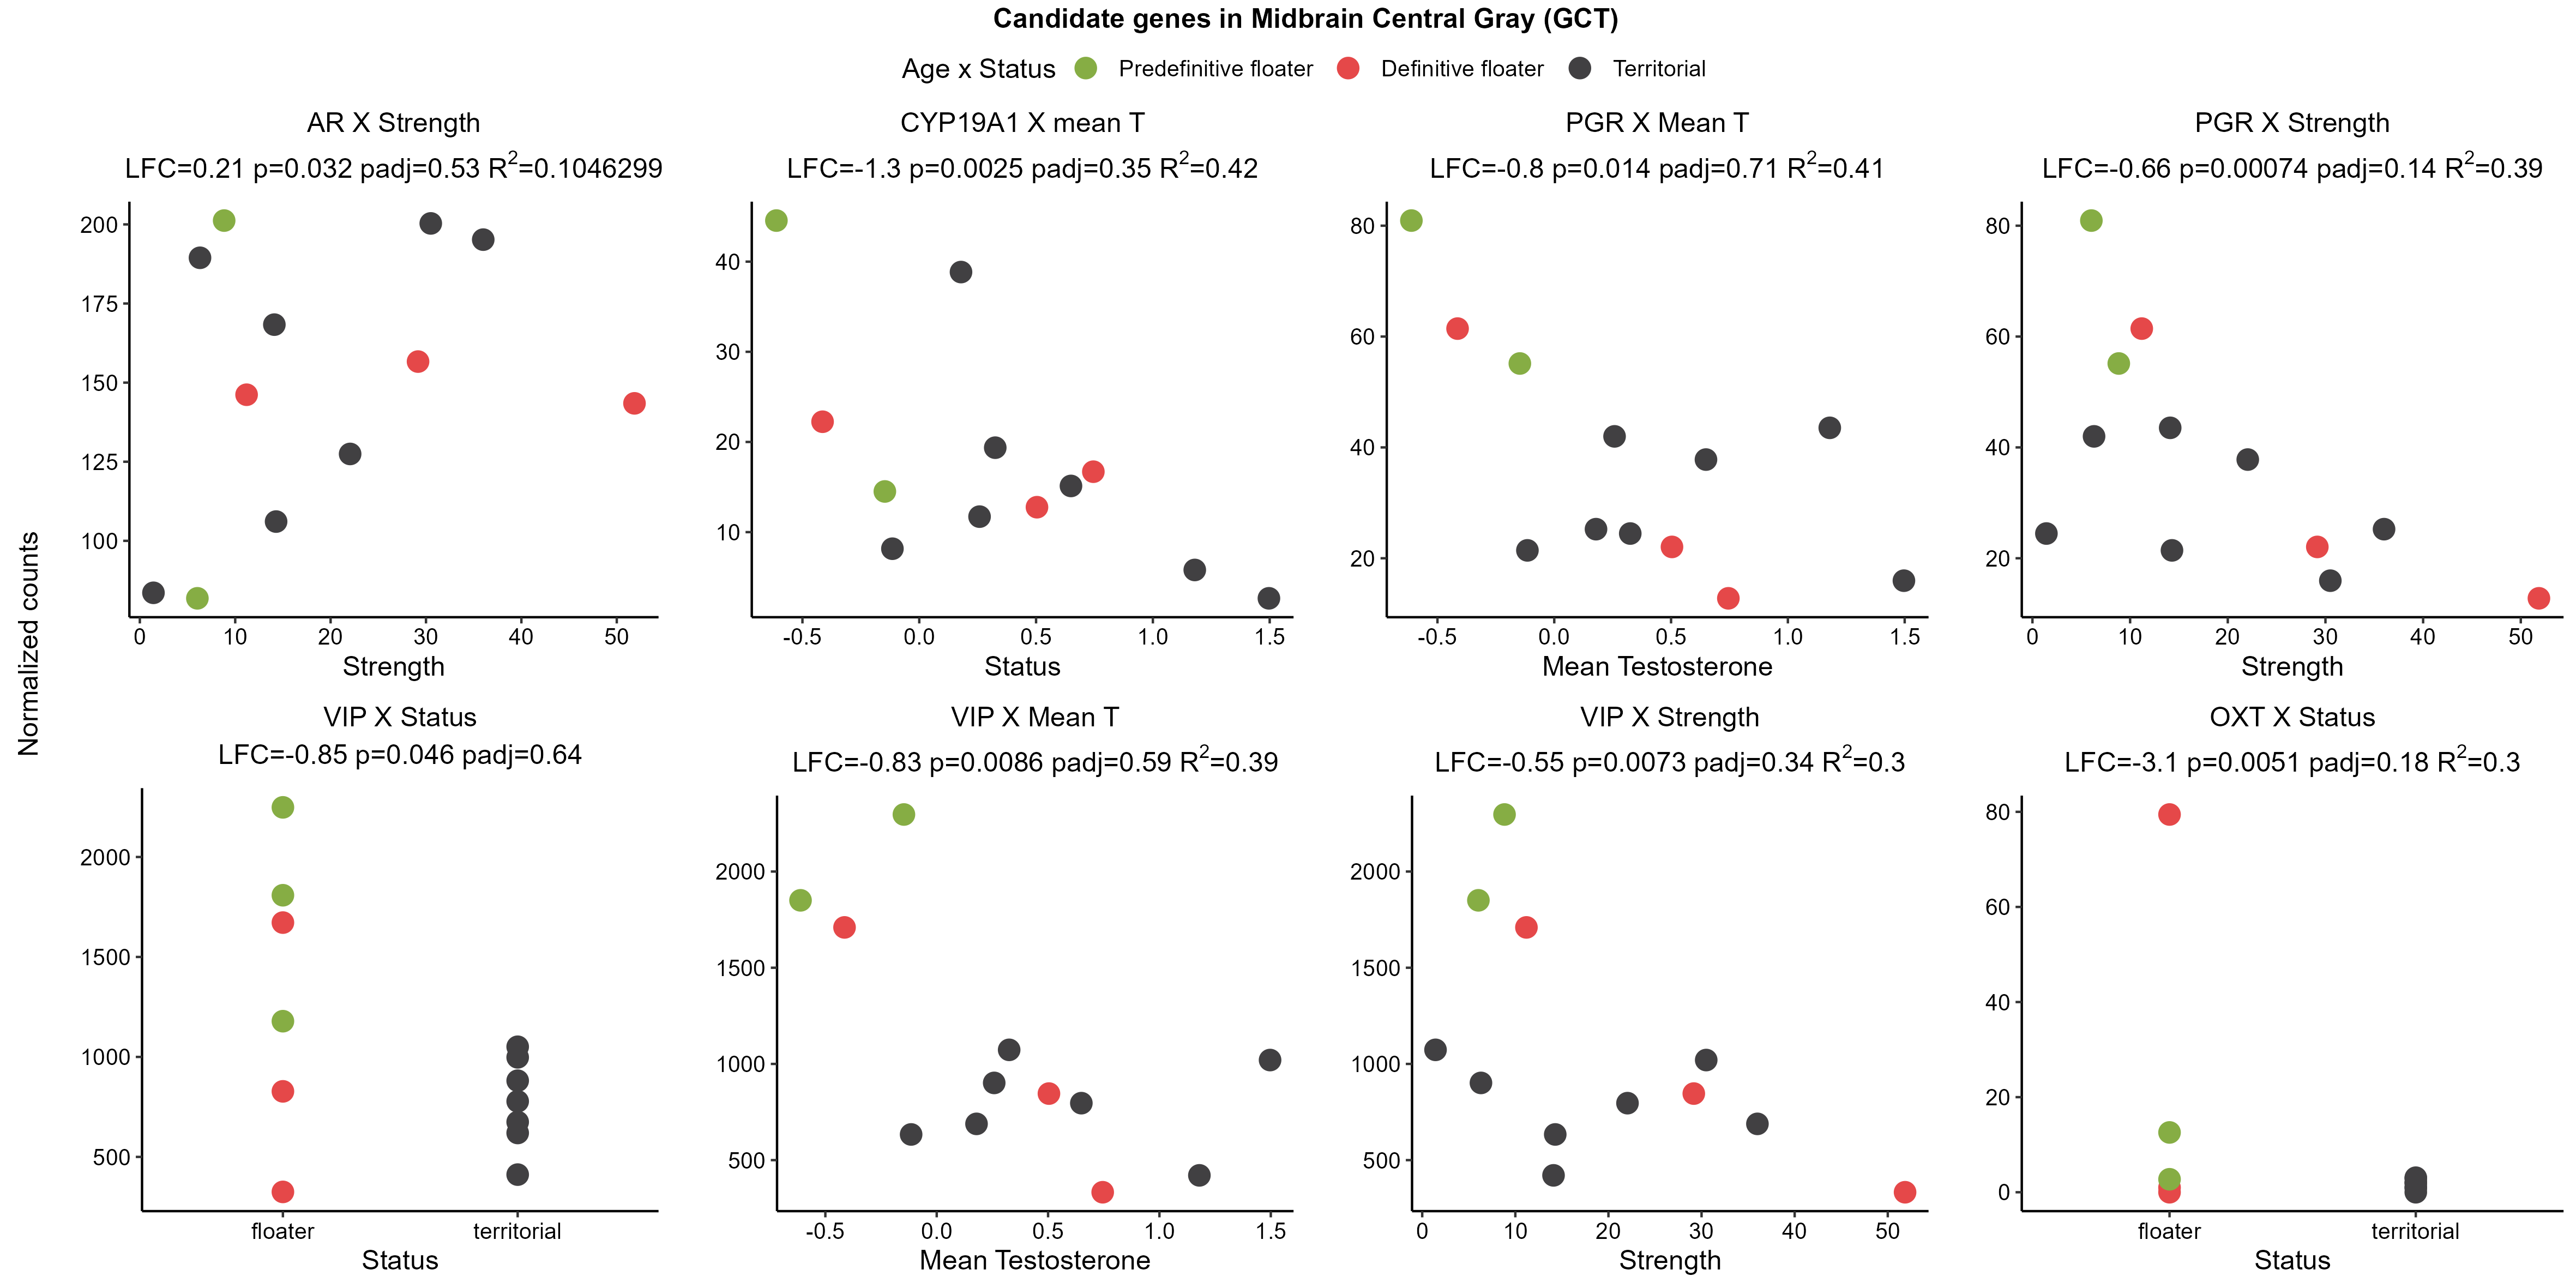 Candidate genes in Midbrain Central Gray (GCT)
Age x Status Predefinitive floater Definitive floater Territorial
Normalized counts
AR X Strength
LFC=0.21 p=0.032 padj=0.53 R²=0.1046299
200
175
150
125
100
0 10 20 30 40 50
Strength
CYP19A1 X mean T
LFC=-1.3 p=0.0025 padj=0.35 R²=0.42
40
30
20
10
-0.5 0.0 0.5 1.0 1.5
Status
PGR X Mean T
LFC=-0.8 p=0.014 padj=0.71 R²=0.41
80
60
40
20
-0.5 0.0 0.5 1.0 1.5
Mean Testosterone
PGR X Strength
LFC=-0.66 p=0.00074 padj=0.14 R²=0.39
80
60
40
20
0 10 20 30 40 50
Strength
VIP X Status
LFC=-0.85 p=0.046 padj=0.64
2000
1500
1000
500
floater territorial
Status
VIP X Mean T
LFC=-0.83 p=0.0086 padj=0.59 R²=0.39
2000
1500
1000
500
-0.5 0.0 0.5 1.0 1.5
Mean Testosterone
VIP X Strength
LFC=-0.55 p=0.0073 padj=0.34 R²=0.3
2000
1500
1000
500
0 10 20 30 40 50
Strength
OXT X Status
LFC=-3.1 p=0.0051 padj=0.18 R²=0.3
80
60
40
20
0
floater territorial
Status